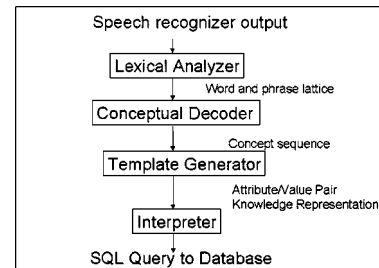 Speech recognizer output
Lexical Analyzer
Word and phrase lattice
Conceptual Decoder
Concept sequence
Template Generator
Attribute/Value Pair
Knowledge Representation
Interpreter
SQL Query to Database